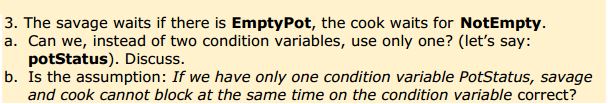 3. The savage waits if there is EmptyPot, the cook waits for NotEmpty.
a. Can we, instead of two condition variables, use only one? (let's say:
potStatus). Discuss.
b. Is the assumption: If we have only one condition variable PotStatus, savage
and cook cannot block at the same time on the condition variable correct?